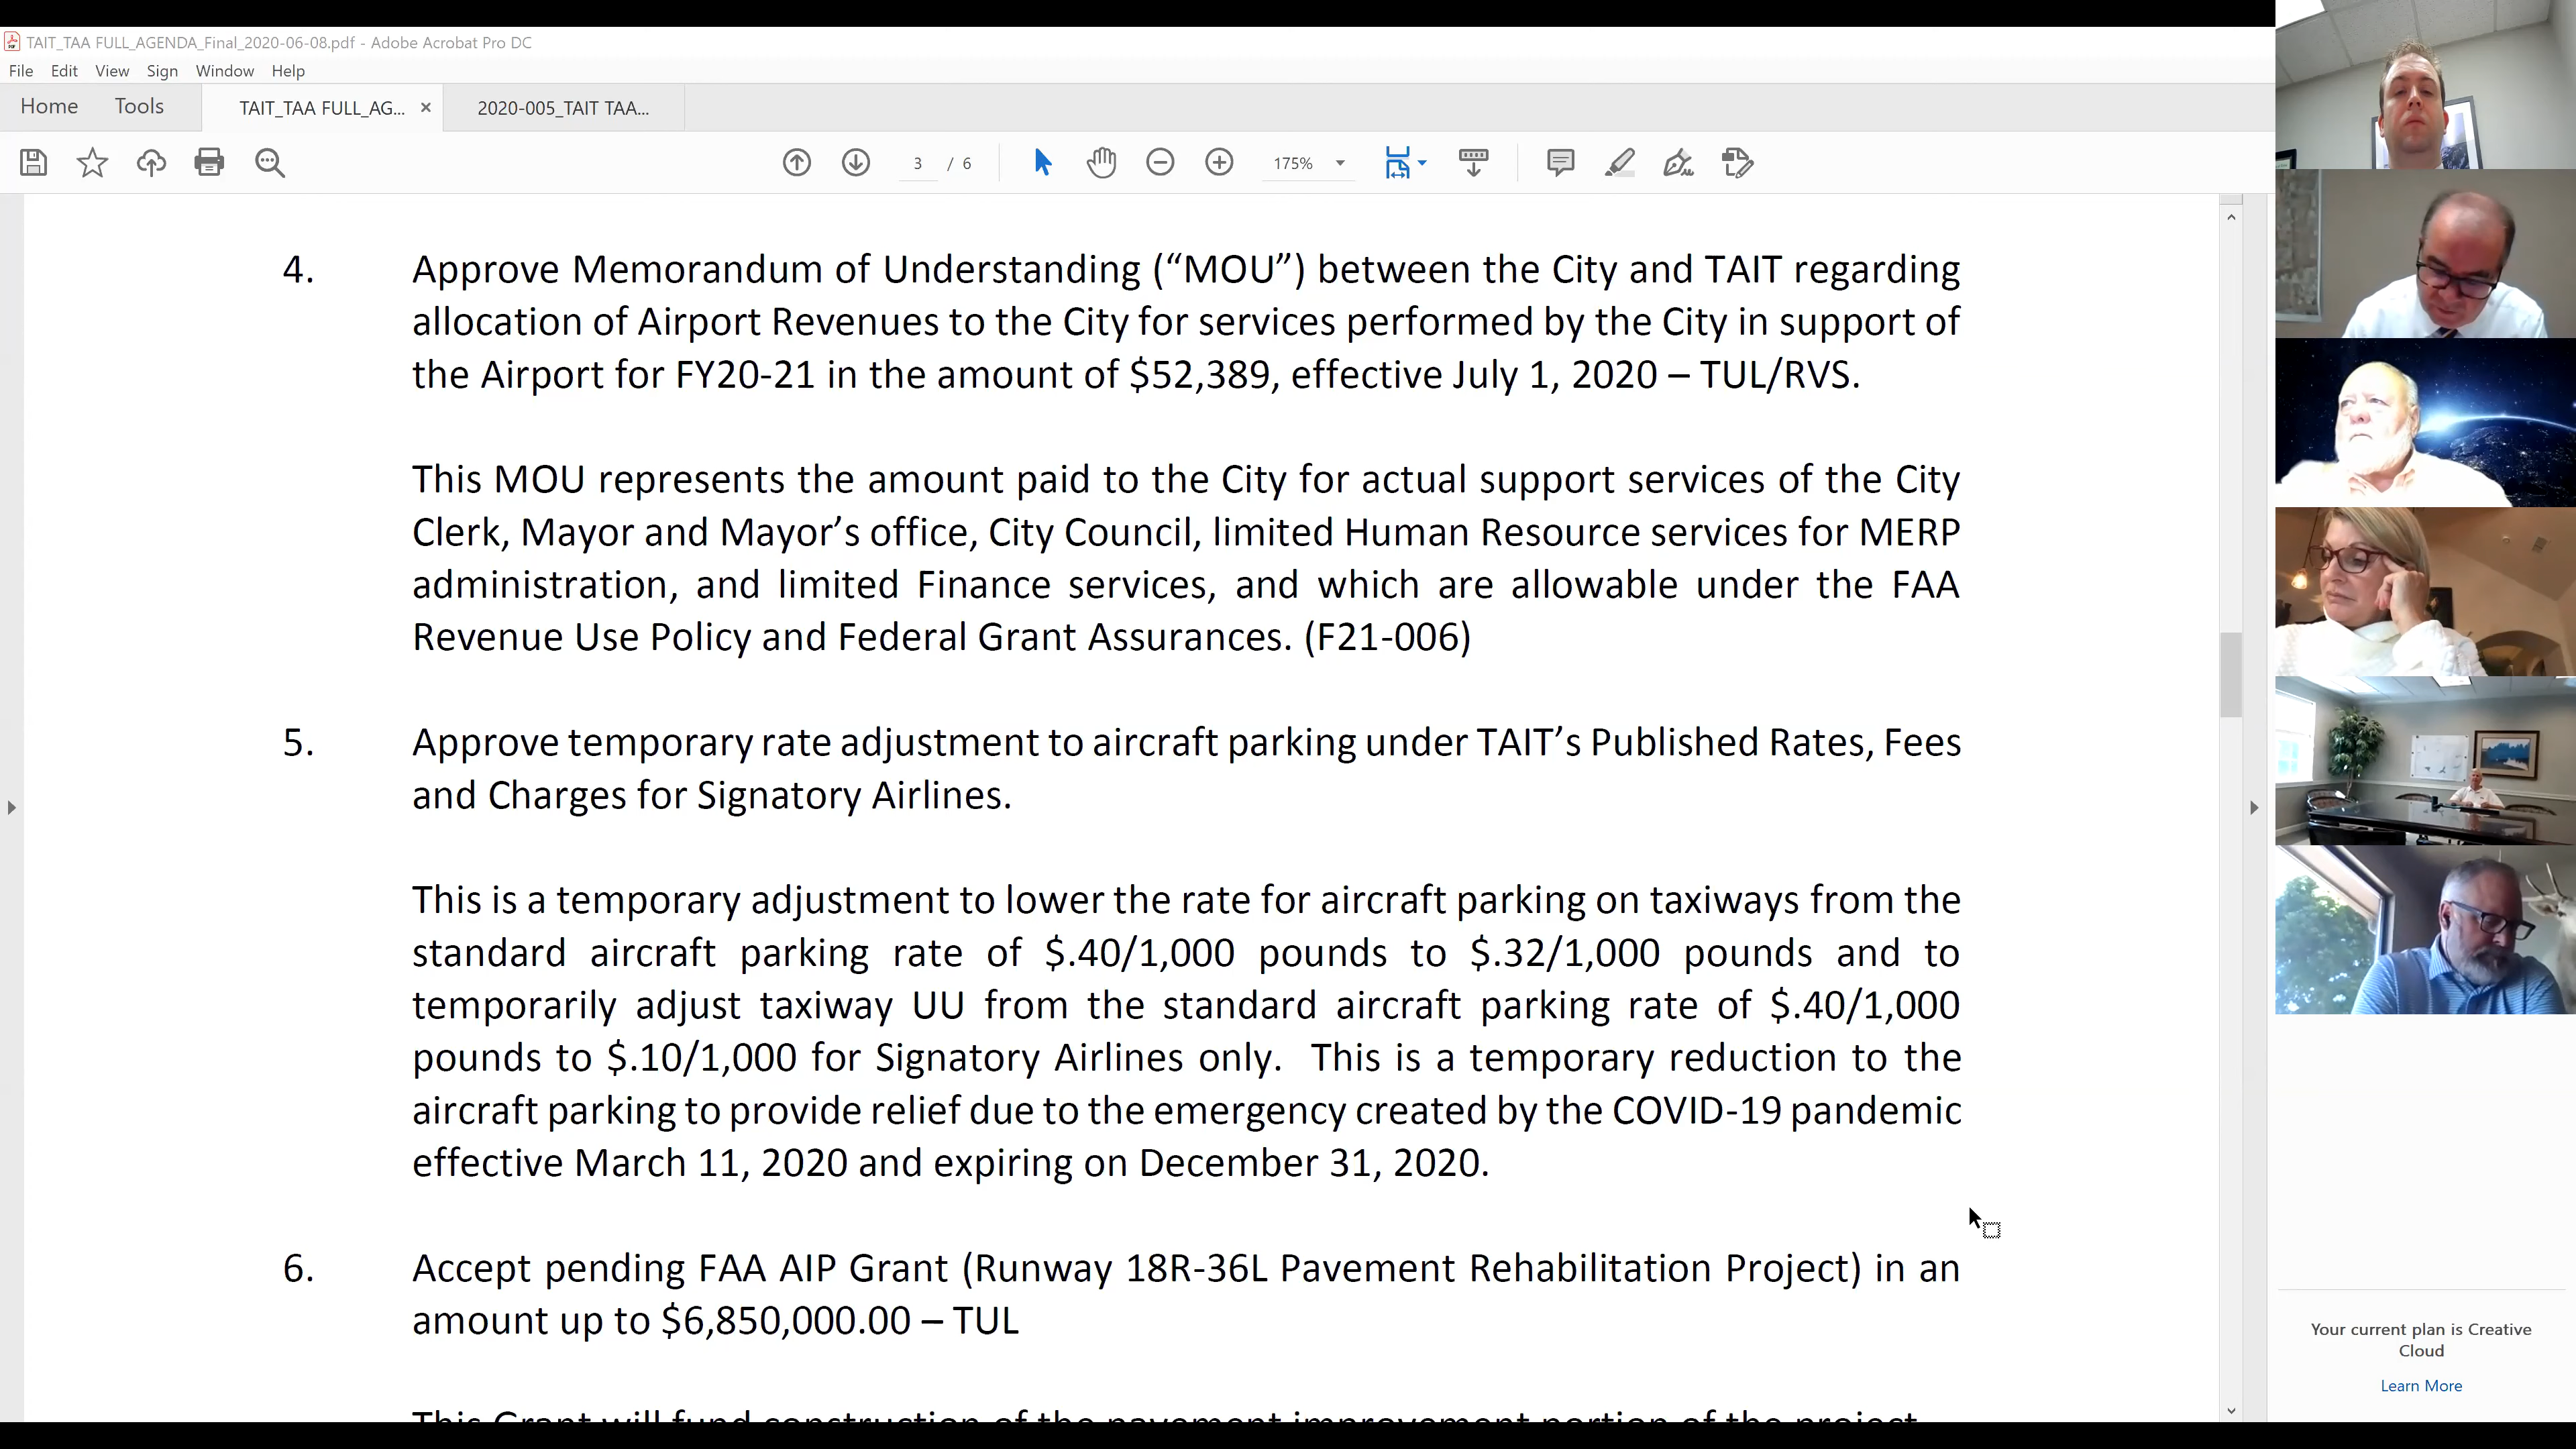 TAIT_TAA FULL_AGENDA_Final_2020-06-08.pdf - Adobe Acrobat Pro DC
File Edit View Sign Window Help
Home Tools TAIT_TAA FULL_AG... × 2020-005_TAIT TAA...
3 / 6 175%
4. Approve Memorandum of Understanding (“MOU”) between the City and TAIT regarding
allocation of Airport Revenues to the City for services performed by the City in support of
the Airport for FY20-21 in the amount of $52,389, effective July 1, 2020 – TUL/RVS.
This MOU represents the amount paid to the City for actual support services of the City
Clerk, Mayor and Mayor’s office, City Council, limited Human Resource services for MERP
administration, and limited Finance services, and which are allowable under the FAA
Revenue Use Policy and Federal Grant Assurances. (F21-006)
5. Approve temporary rate adjustment to aircraft parking under TAIT’s Published Rates, Fees
and Charges for Signatory Airlines.
This is a temporary adjustment to lower the rate for aircraft parking on taxiways from the
standard aircraft parking rate of $.40/1,000 pounds to $.32/1,000 pounds and to
temporarily adjust taxiway UU from the standard aircraft parking rate of $.40/1,000
pounds to $.10/1,000 for Signatory Airlines only. This is a temporary reduction to the
aircraft parking to provide relief due to the emergency created by the COVID-19 pandemic
effective March 11, 2020 and expiring on December 31, 2020.
6. Accept pending FAA AIP Grant (Runway 18R-36L Pavement Rehabilitation Project) in an
amount up to $6,850,000.00 – TUL
This Grant will fund construction of the pavement improvement portion of the project
Your current plan is Creative
Cloud
Learn More